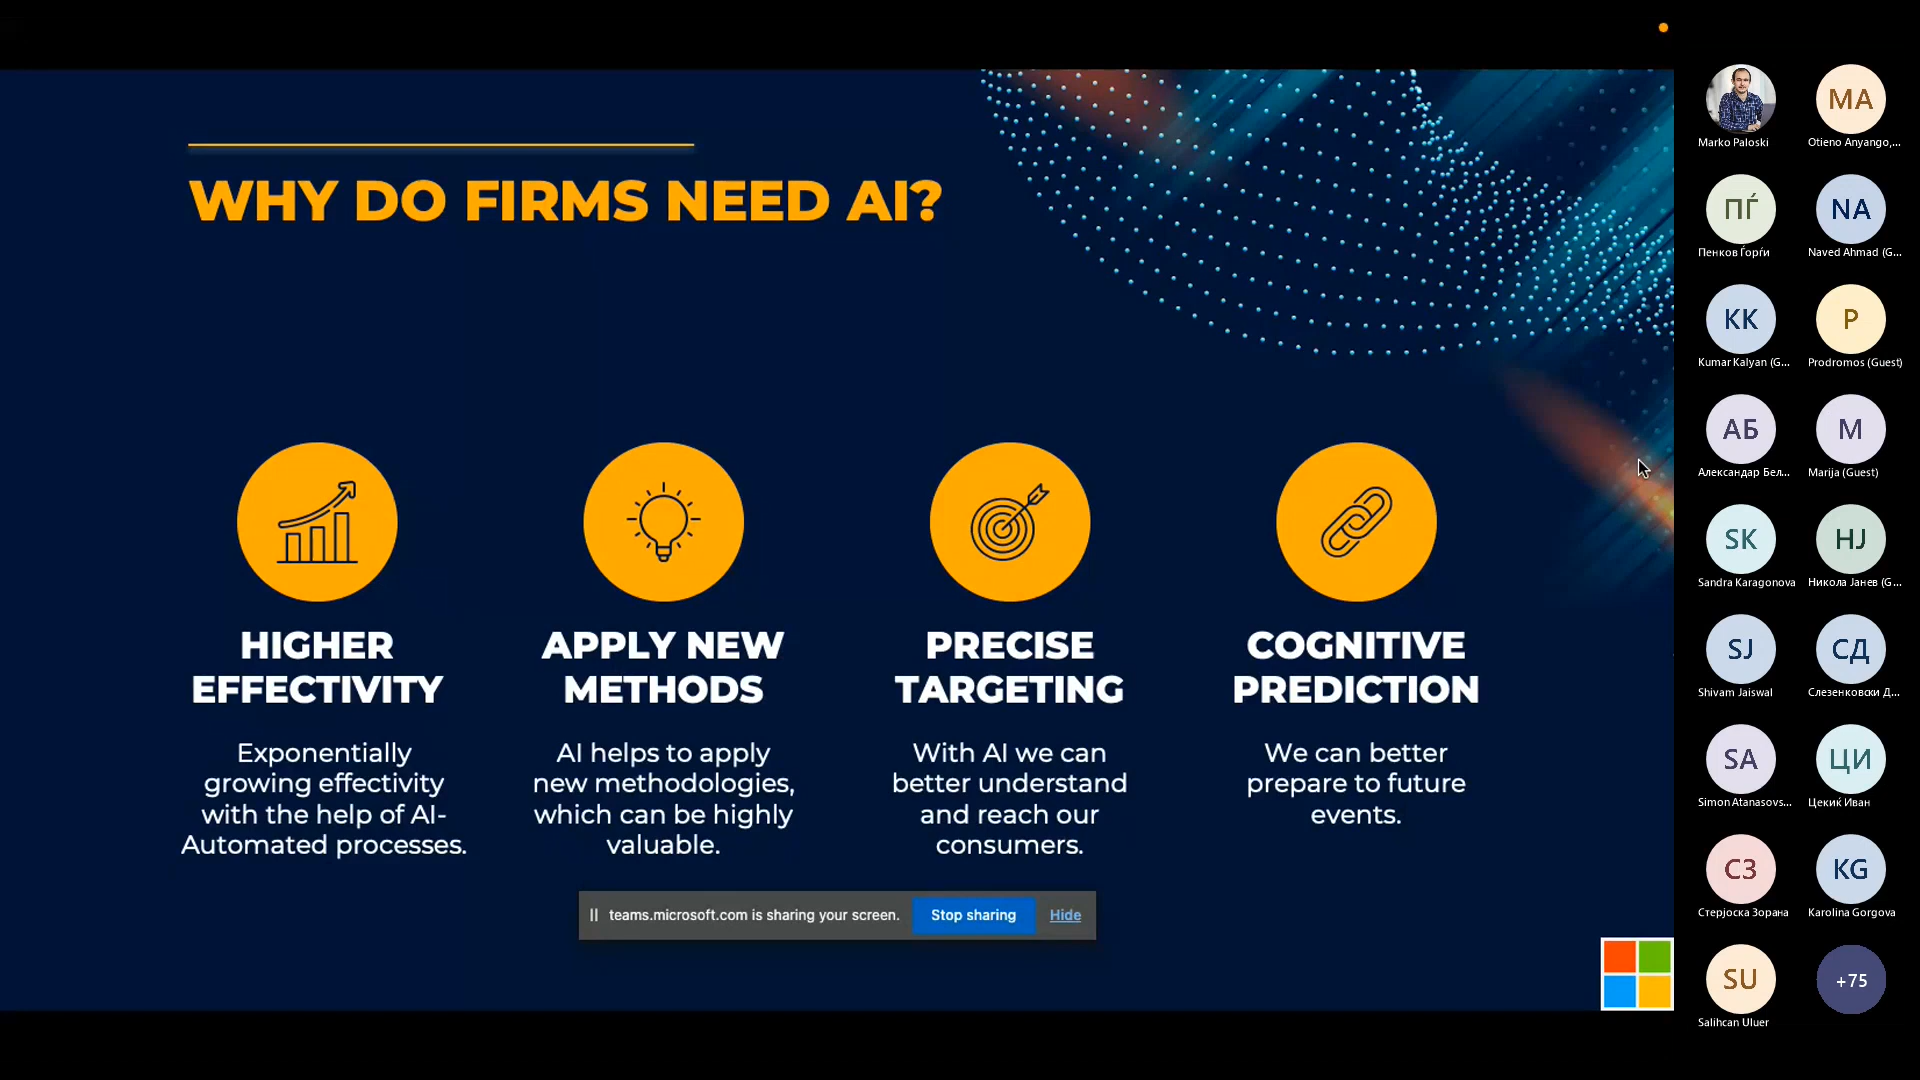 WHY DO FIRMS NEED AI?
HIGHER
EFFECTIVITY
Exponentially
growing effectivity
with the help of AI-
Automated processes.
APPLY NEW
METHODS
AI helps to apply
new methodologies,
which can be highly
valuable.
PRECISE
TARGETING
With AI we can
better understand
and reach our
consumers.
COGNITIVE
PREDICTION
We can better
prepare to future
events.
teams.microsoft.com is sharing your screen.
Stop sharing
Hide
Marko Paloski
MA
Otieno Anyango,...
ПЃ
Пенков Ѓорѓи
NA
Naved Ahmad (G...
KK
Kumar Kalyan (G...
P
Prodromos (Guest)
АБ
Александар Бел...
M
Marija (Guest)
SK
Sandra Karagonova
НЈ
Никола Јанев (G...
SJ
Shivam Jaiswal
СД
Слезенковски Д...
SA
Simon Atanasovs...
ЦИ
Цекиќ Иван
СЗ
Стерјоска Зорана
KG
Karolina Gorgova
SU
Salihcan Uluer
+75